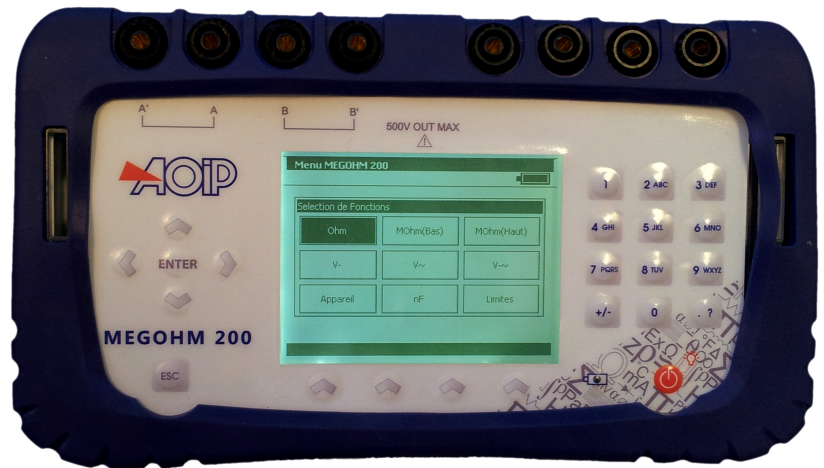 A' A B B'
500V OUT MAX
AOIP
Menu MEGOHM 200
Selection de Fonctions
Ohm MOhm(Bas) MOhm(Haut)
V- V~ V-~
Appareil nF Limites
ENTER
MEGOHM 200
ESC
1 2 ABC 3 DEF
4 GHI 5 JKL 6 MNO
7 PQRS 8 TUV 9 WXYZ
+/- 0 . ?